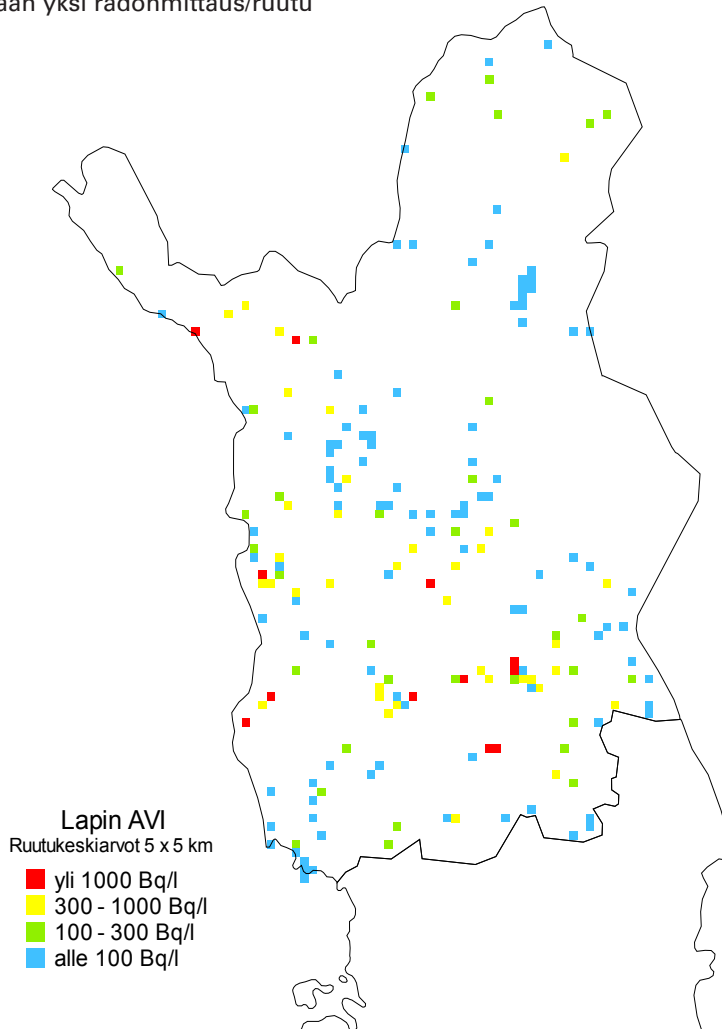 yksi radonmittaus/ruutu
Lapin AVI
Ruutukeskiarvot 5 x 5 km
yli 1000 Bq/l
300 - 1000 Bq/l
100 - 300 Bq/l
alle 100 Bq/l